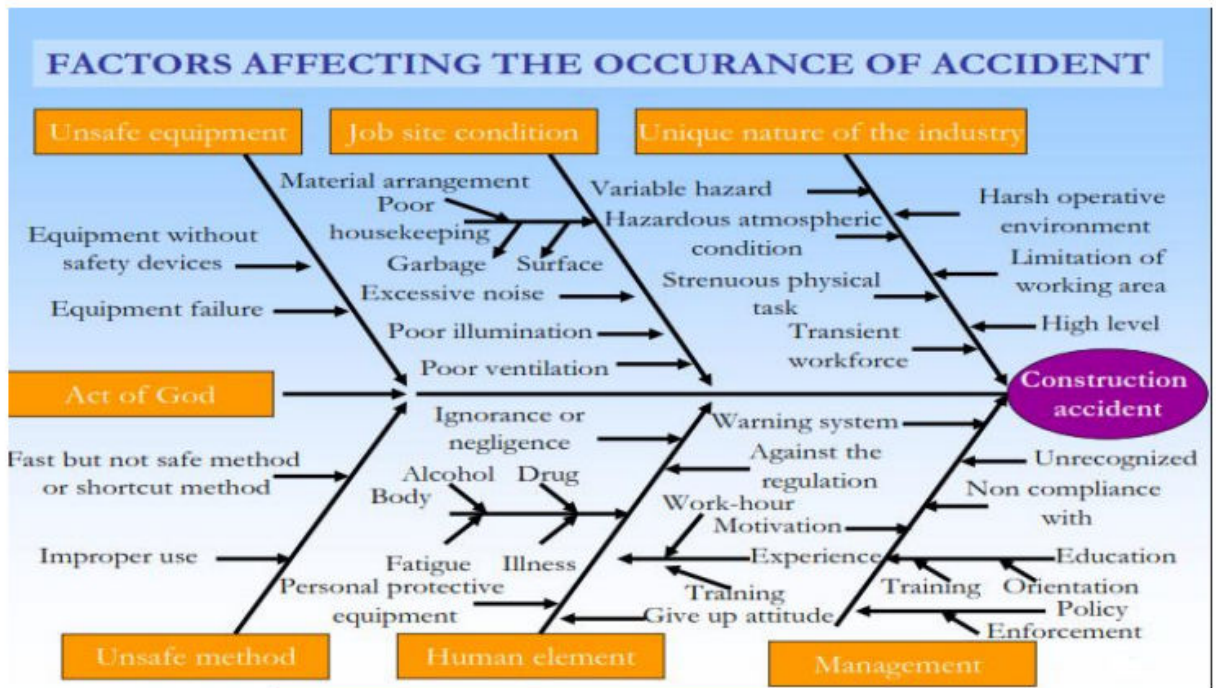 FACTORS AFFECTING THE OCCURANCE OF ACCIDENT
Unsafe equipment
Job site condition
Unique nature of the industry
Equipment without
safety devices
Equipment failure
Material arrangement
Poor
housekeeping
Garbage
Surface
Excessive noise
Poor illumination
Poor ventilation
Variable hazard
Hazardous atmospheric
condition
Strenuous physical
task
Transient
workforce
Harsh operative
environment
Limitation of
working area
High level
Act of God
Construction
accident
Fast but not safe method
or shortcut method
Improper use
Ignorance or
negligence
Alcohol
Drug
Body
Fatigue
Illness
Personal protective
equipment
Against the
regulation
Work-hour
Experience
Training
Give up attitude
Warning system
Unrecognized
Non compliance
with
Motivation
Education
Training
Orientation
Policy
Enforcement
Unsafe method
Human element
Management